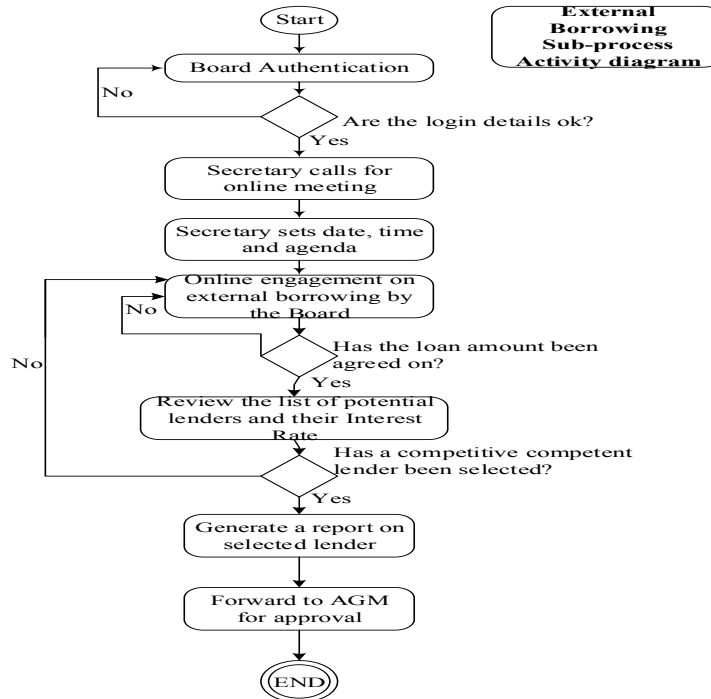 Start
External
Borrowing
Sub-process
Activity diagram
Board Authentication
No
Are the login details ok?
Yes
Secretary calls for
online meeting
Secretary sets date, time
and agenda
Online engagement on
external borrowing by
the Board
No
Has the loan amount been
agreed on?
No
Yes
Review the list of potential
lenders and their Interest
Rate
Has a competitive competent
lender been selected?
Yes
Generate a report on
selected lender
Forward to AGM
for approval
END